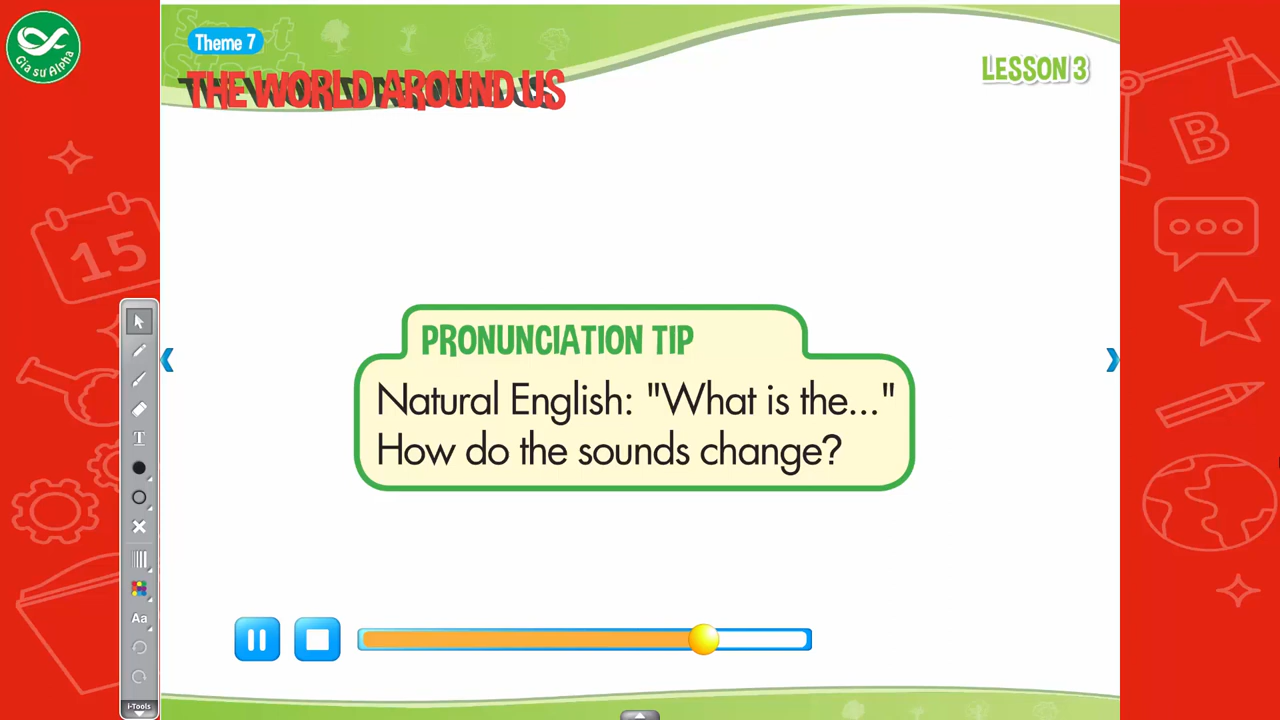 Gia sư Alpha
Theme 7
THE WORLD AROUND US
LESSON 3
15
B
PRONUNCIATION TIP
Natural English: "What is the..."
How do the sounds change?
T
Aa
i-Tools